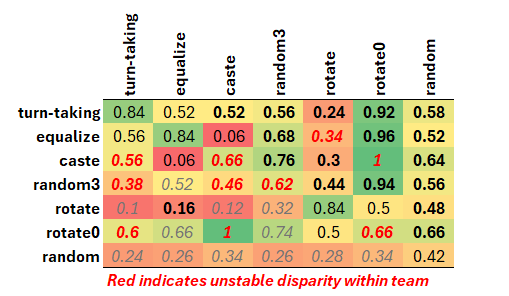 turn-taking equalize caste random3 rotate rotate0 random
turn-taking 0.84 0.52 0.52 0.56 0.24 0.92 0.58
equalize 0.56 0.84 0.06 0.68 0.34 0.96 0.52
caste 0.56 0.06 0.66 0.76 0.3 1 0.64
random3 0.38 0.52 0.46 0.62 0.44 0.94 0.56
rotate 0.1 0.16 0.12 0.32 0.84 0.5 0.48
rotate0 0.6 0.66 1 0.74 0.5 0.66 0.66
random 0.24 0.26 0.34 0.26 0.28 0.34 0.42
Red indicates unstable disparity within team